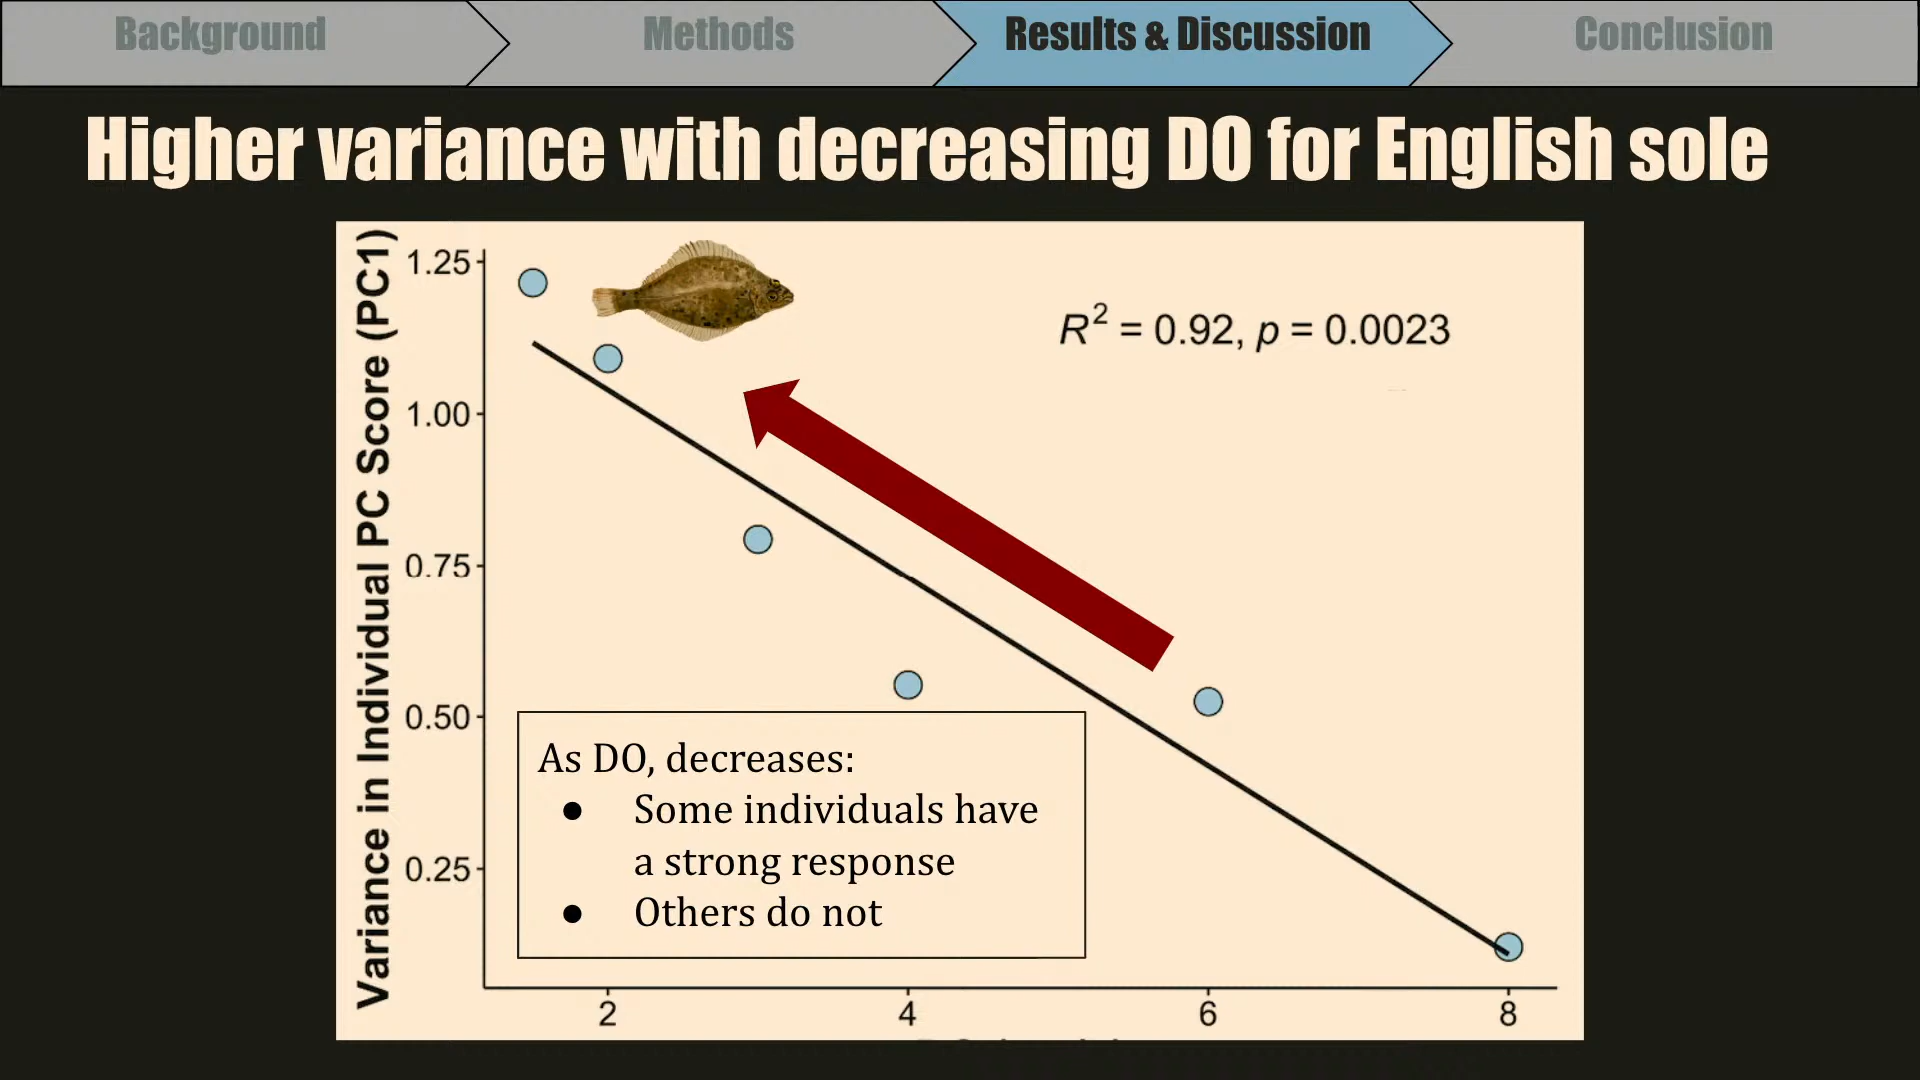 Background
Methods
Results & Discussion
Conclusion
Higher variance with decreasing DO for English sole
Variance in Individual PC Score (PC1)
1.25
1.00
0.75
0.50
0.25
R² = 0.92, p = 0.0023
As DO, decreases:
● Some individuals have
a strong response
● Others do not
2
4
6
8